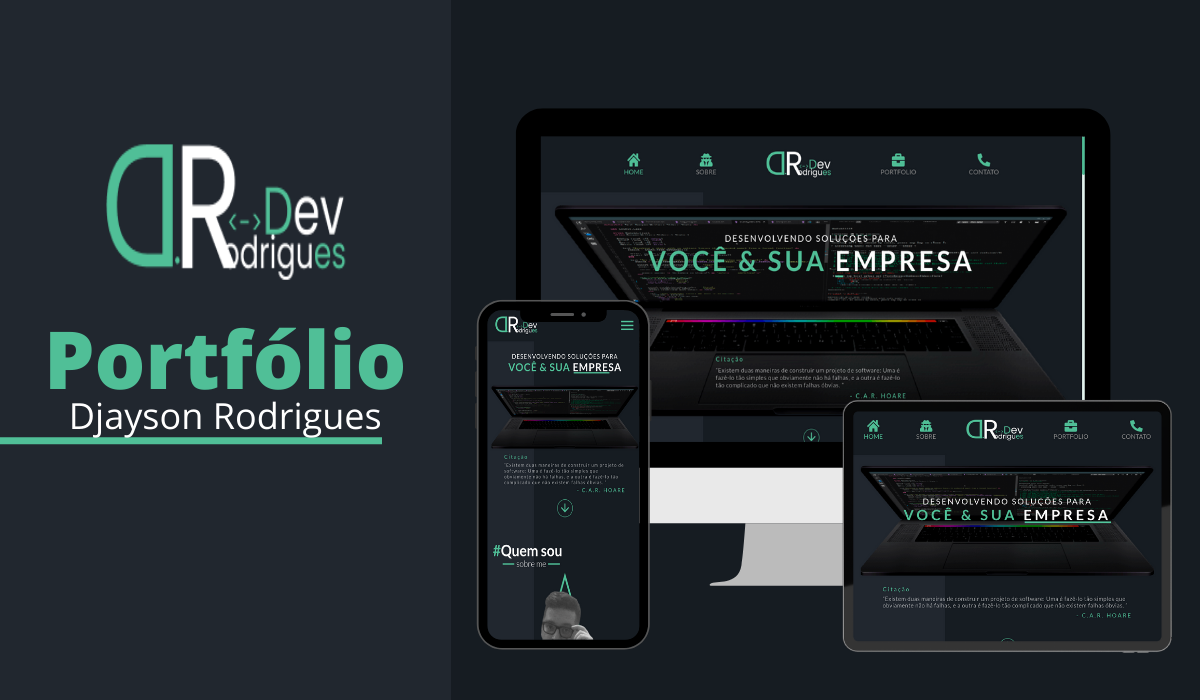 DR.<->Dev
Rodrigues
Portfólio
Djayson Rodrigues
HOME
SOBRE
DR.<->Dev
Rodrigues
PORTFOLIO
CONTATO
DESENVOLVENDO SOLUÇÕES PARA
VOCÊ & SUA EMPRESA
Citação
"Existem duas maneiras de construir um projeto de software: Uma é
fazê-lo tão simples que obviamente não há falhas, e a outra é fazê-lo
tão complicado que não existem falhas óbvias. "
- C.A.R. HOARE
DR.<->Dev
Rodrigues
DESENVOLVENDO SOLUÇÕES PARA
VOCÊ & SUA EMPRESA
Citação
"Existem duas maneiras de construir um projeto de
software: Uma é fazê-lo tão simples que
obviamente não há falhas, e a outra é fazê-lo tão
complicado que não existem falhas óbvias. "
- C.A.R. HOARE
#Quem sou
sobre me
HOME
SOBRE
DR.<->Dev
Rodrigues
PORTFOLIO
CONTATO
DESENVOLVENDO SOLUÇÕES PARA
VOCÊ & SUA EMPRESA
Citação
"Existem duas maneiras de construir um projeto de software: Uma é fazê-lo tão simples que
obviamente não há falhas, e a outra é fazê-lo tão complicado que não existem falhas óbvias. "
- C.A.R. HOARE